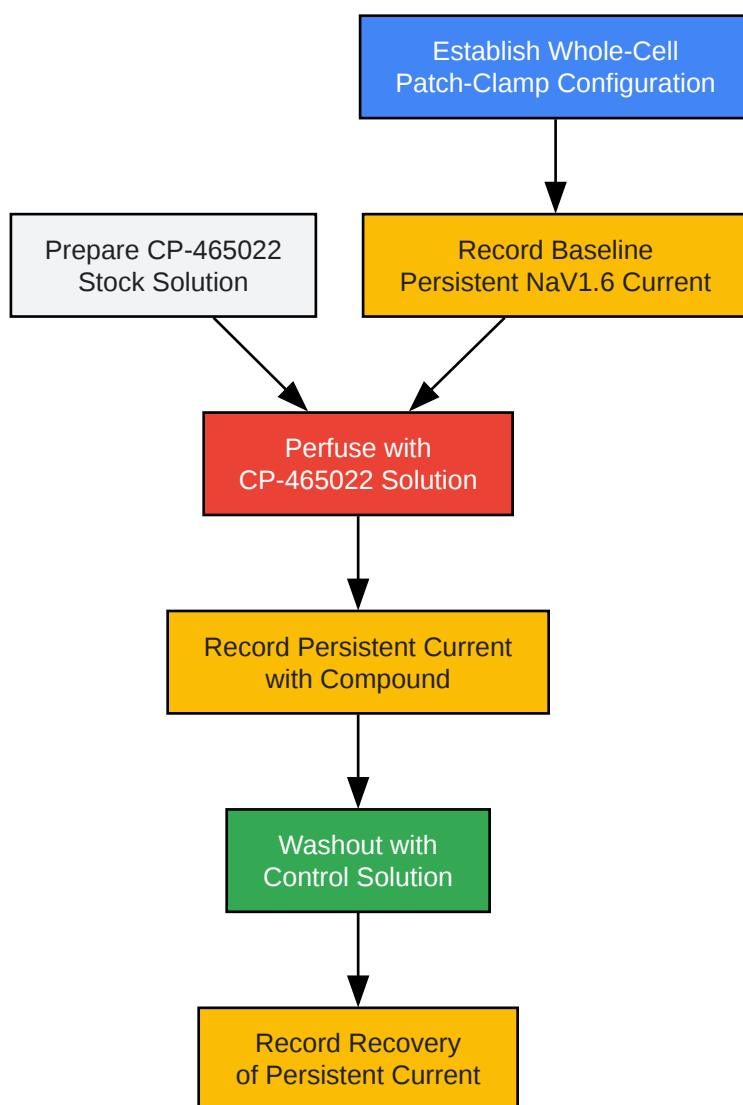 Establish Whole-Cell
Patch-Clamp Configuration
Prepare CP-465022
Stock Solution
Record Baseline
Persistent NaV1.6 Current
Perfuse with
CP-465022 Solution
Record Persistent Current
with Compound
Washout with
Control Solution
Record Recovery
of Persistent Current